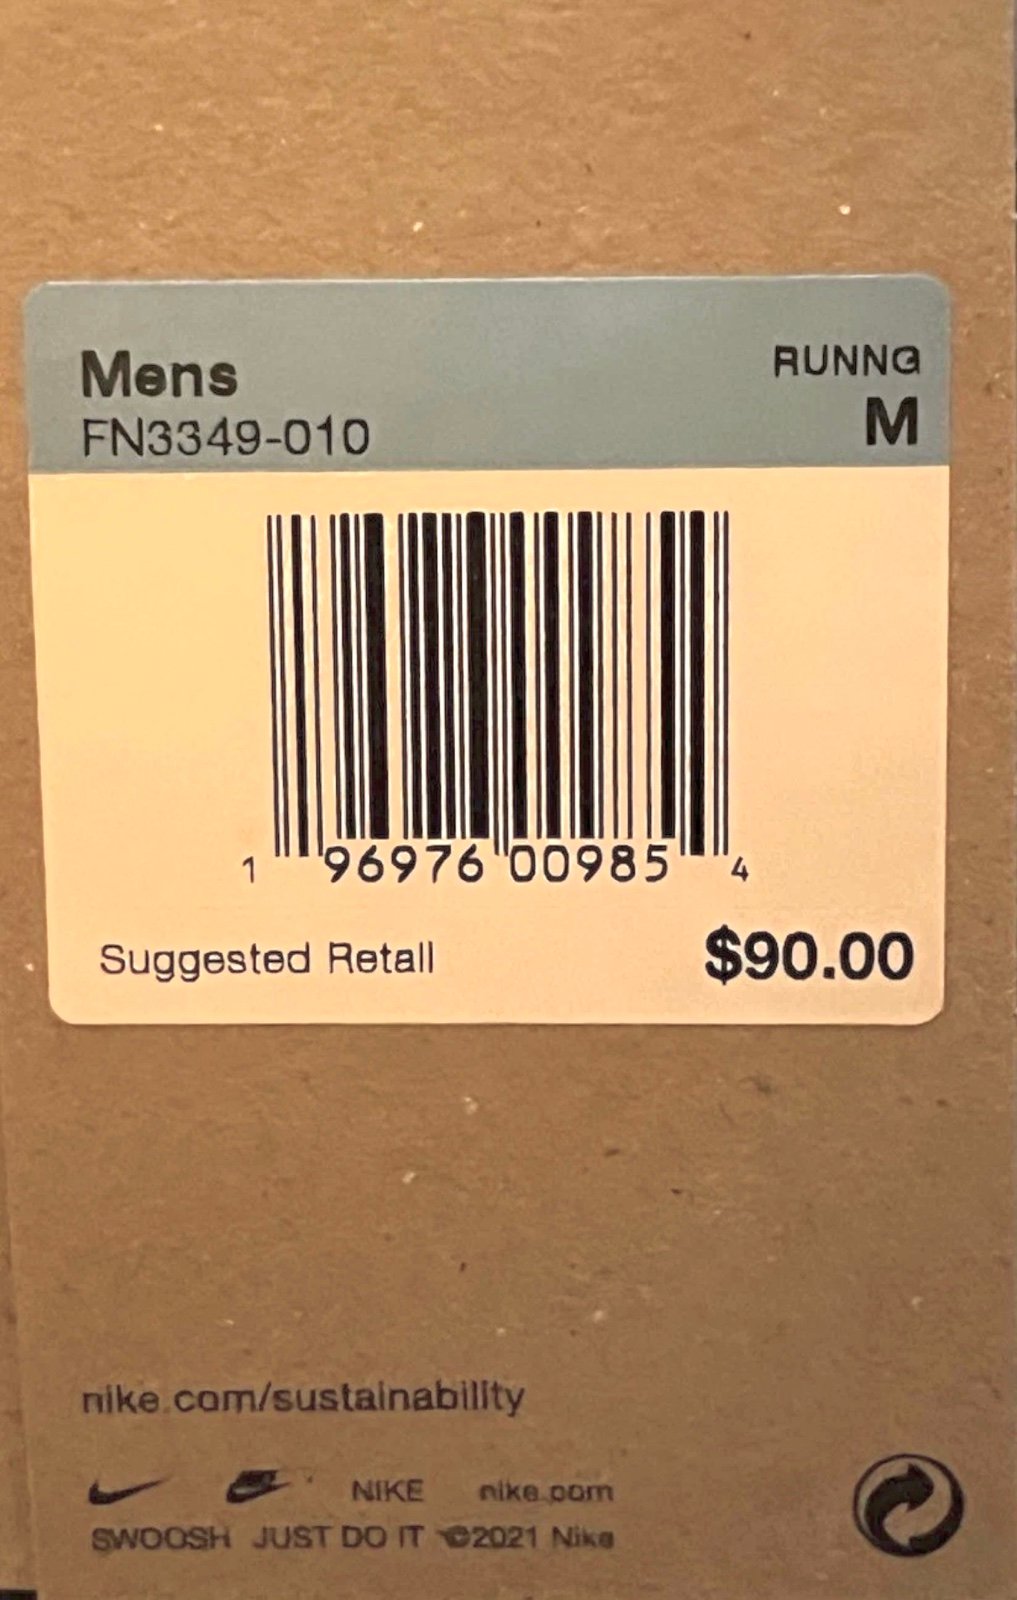 Mens
RUNNG
FN3349-010
M
1 96976 00985 4
Suggested Retail
$90.00
nike.com/sustainability
NIKE nike.com
SWOOSH JUST DO IT ©2021 Nike